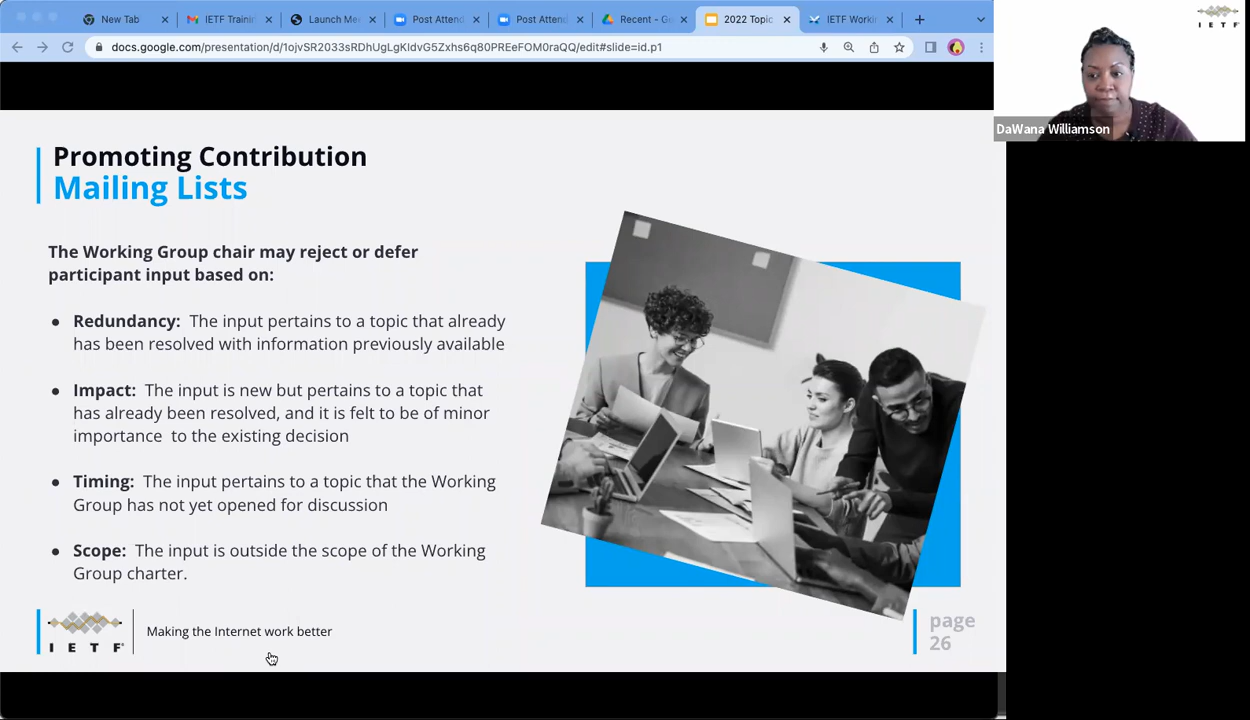 New Tab
IETF Traini
Launch Me
Post Attend
Post Attend
Recent - G
2022 Topic
IETF Worki
docs.google.com/presentation/d/1ojvSR2033sRDhUgLgKIdvG5Zxhs6q80PREeFOM0raQQ/edit#slide=id.p1
I E T F
DaWana Williamson
Promoting Contribution
Mailing Lists
The Working Group chair may reject or defer
participant input based on:
● Redundancy: The input pertains to a topic that already
has been resolved with information previously available
● Impact: The input is new but pertains to a topic that
has already been resolved, and it is felt to be of minor
importance to the existing decision
● Timing: The input pertains to a topic that the Working
Group has not yet opened for discussion
● Scope: The input is outside the scope of the Working
Group charter.
I E T F
Making the Internet work better
page
26